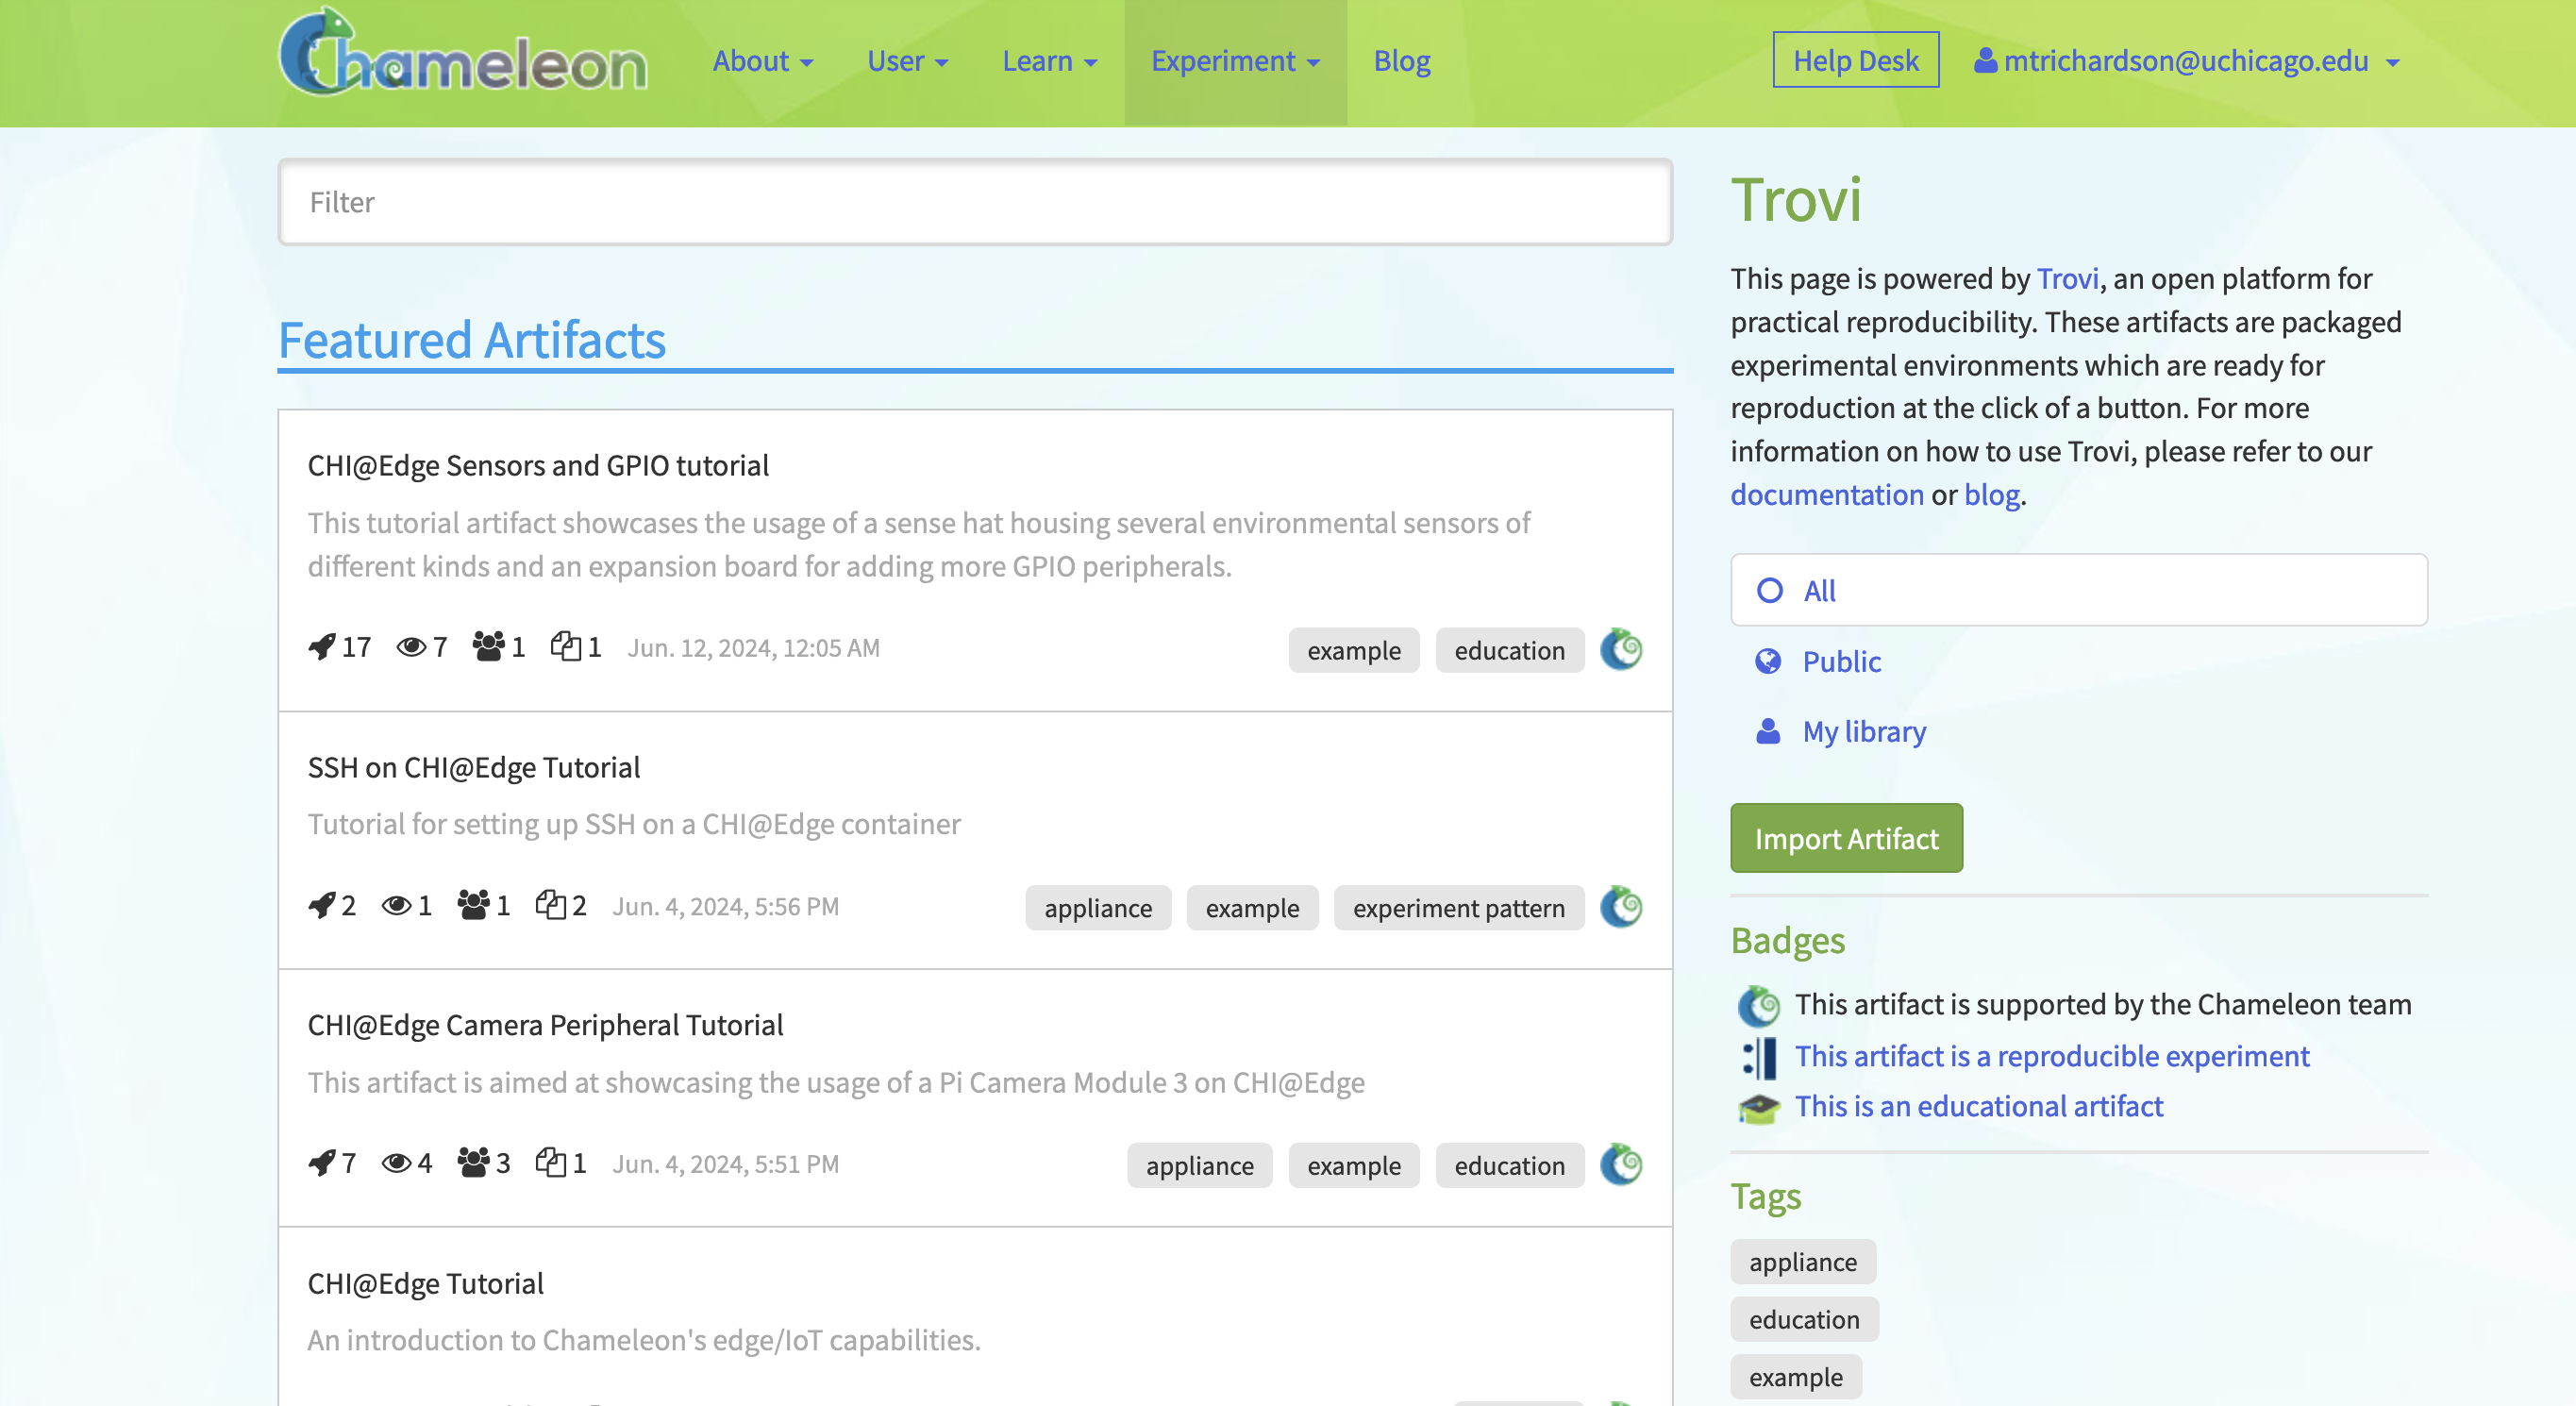 Chameleon
About
User
Learn
Experiment
Blog
Help Desk
mtrichardson@uchicago.edu
Filter
Featured Artifacts
CHI@Edge Sensors and GPIO tutorial
This tutorial artifact showcases the usage of a sense hat housing several environmental sensors of
different kinds and an expansion board for adding more GPIO peripherals.
17 7 1 1 Jun. 12, 2024, 12:05 AM
example education
SSH on CHI@Edge Tutorial
Tutorial for setting up SSH on a CHI@Edge container
2 1 1 2 Jun. 4, 2024, 5:56 PM
appliance example experiment pattern
CHI@Edge Camera Peripheral Tutorial
This artifact is aimed at showcasing the usage of a Pi Camera Module 3 on CHI@Edge
7 4 3 1 Jun. 4, 2024, 5:51 PM
appliance example education
CHI@Edge Tutorial
An introduction to Chameleon's edge/IoT capabilities.
Trovi
This page is powered by Trovi, an open platform for
practical reproducibility. These artifacts are packaged
experimental environments which are ready for
reproduction at the click of a button. For more
information on how to use Trovi, please refer to our
documentation or blog.
All
Public
My library
Import Artifact
Badges
This artifact is supported by the Chameleon team
This artifact is a reproducible experiment
This is an educational artifact
Tags
appliance
education
example